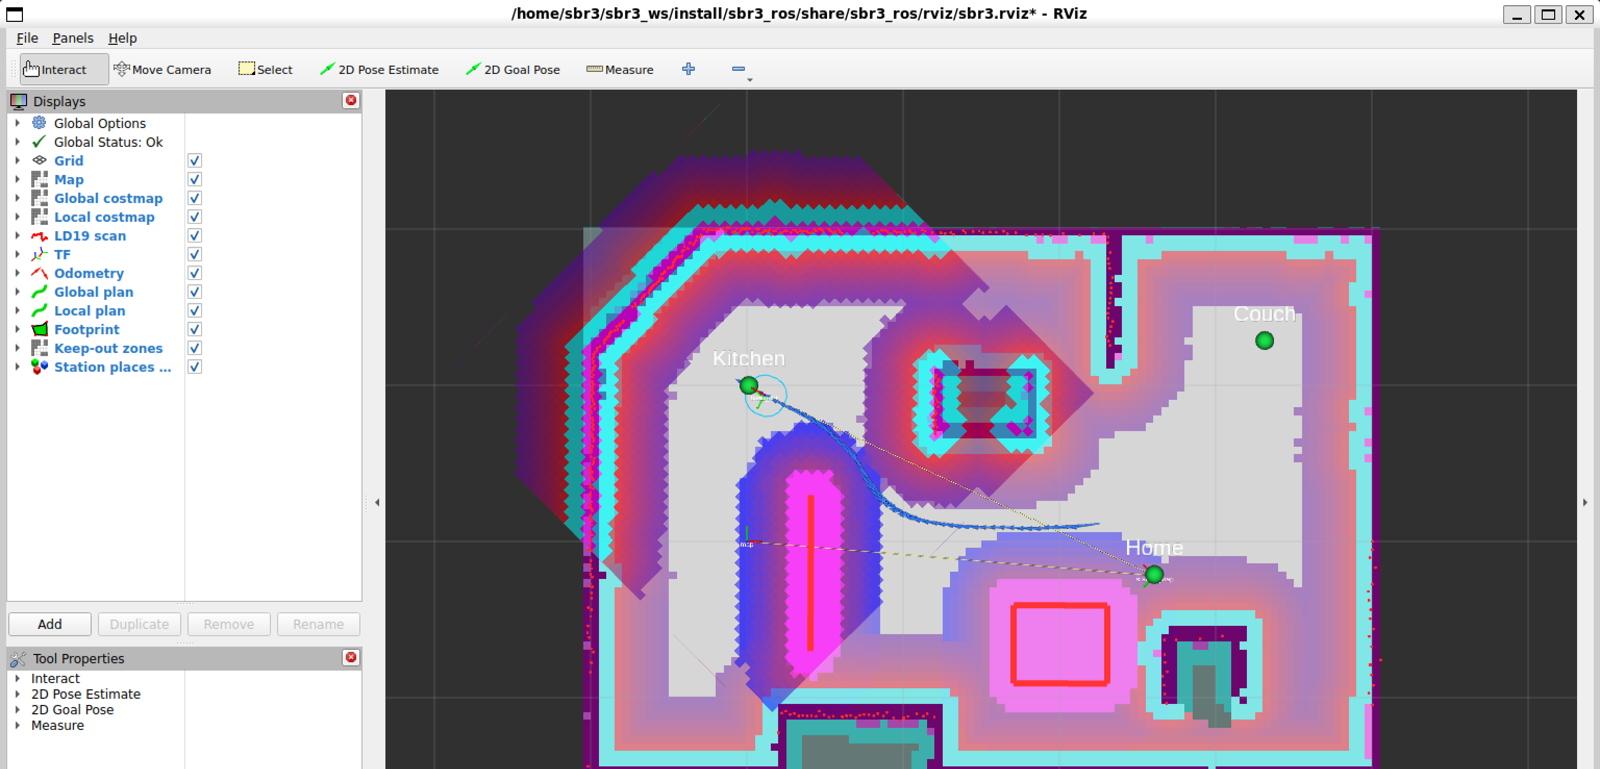 /home/sbr3/sbr3_ws/install/sbr3_ros/share/sbr3_ros/rviz/sbr3.rviz* - RViz
File Panels Help
Interact Move Camera Select 2D Pose Estimate 2D Goal Pose Measure
Displays
Global Options
Global Status: Ok
Grid
Map
Global costmap
Local costmap
LD19 scan
TF
Odometry
Global plan
Local plan
Footprint
Keep-out zones
Station places ...
Add Duplicate Remove Rename
Tool Properties
Interact
2D Pose Estimate
2D Goal Pose
Measure
Couch
Kitchen
map
Home